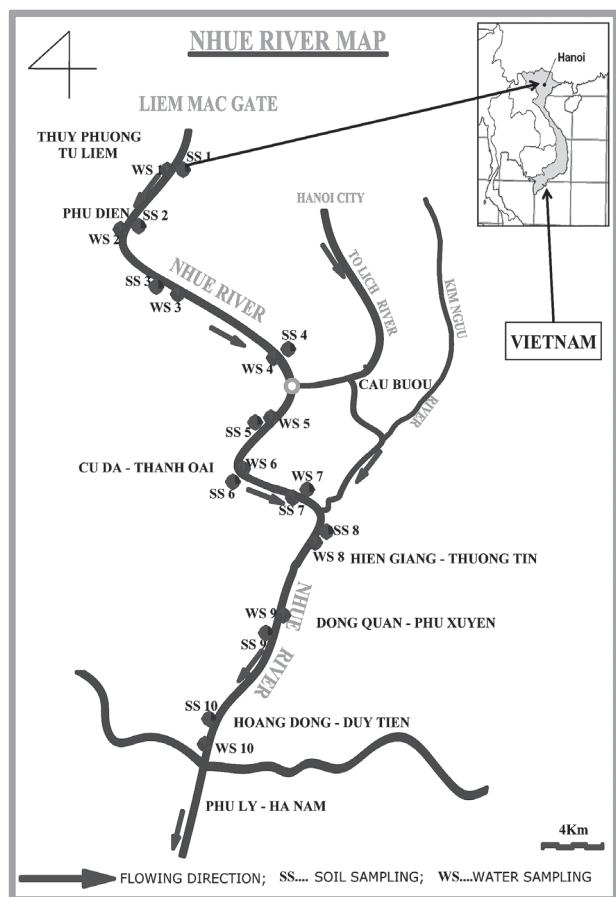 NHUE RIVER MAP
Hanoi
LIEM MAC GATE
THUY PHUONG
TU LIEM
WS 1
SS 1
PHU DIEN
SS 2
WS 2
HANOI CITY
SS 3
WS 3
NHUE RIVER
TO LICH RIVER
KIM NGUU
RIVER
SS 4
WS 4
VIETNAM
CAU BUOU
SS 5
WS 5
CU DA - THANH OAI
WS 6
SS 6
WS 7
SS 7
SS 8
WS 8
HIEN GIANG - THUONG TIN
WS 9
SS 9
NHUE
RIVER
DONG QUAN - PHU XUYEN
SS 10
HOANG DONG - DUY TIEN
WS 10
PHU LY - HA NAM
4Km
FLOWING DIRECTION; SS.... SOIL SAMPLING; WS....WATER SAMPLING